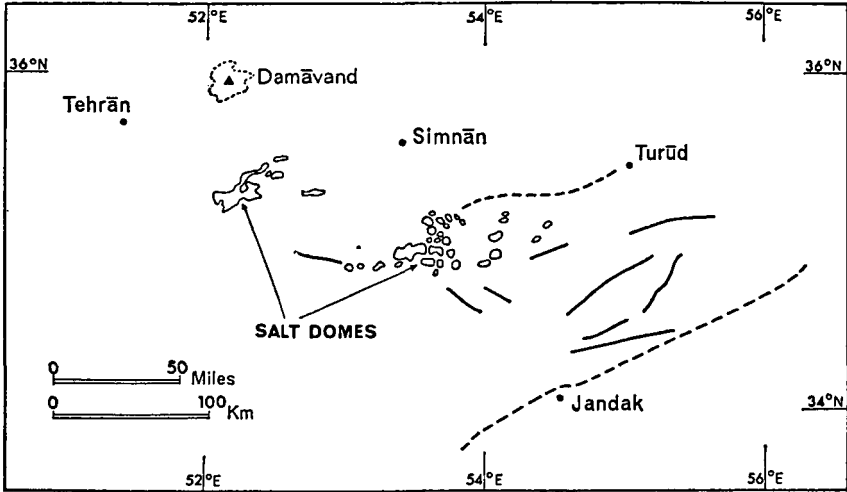 52°E 54°E 56°E
36°N 36°N
Damāvand
Tehrān
Simnān
Turūd
SALT DOMES
0 50 Miles
0 100 Km
Jandak
34°N
52°E 54°E 56°E